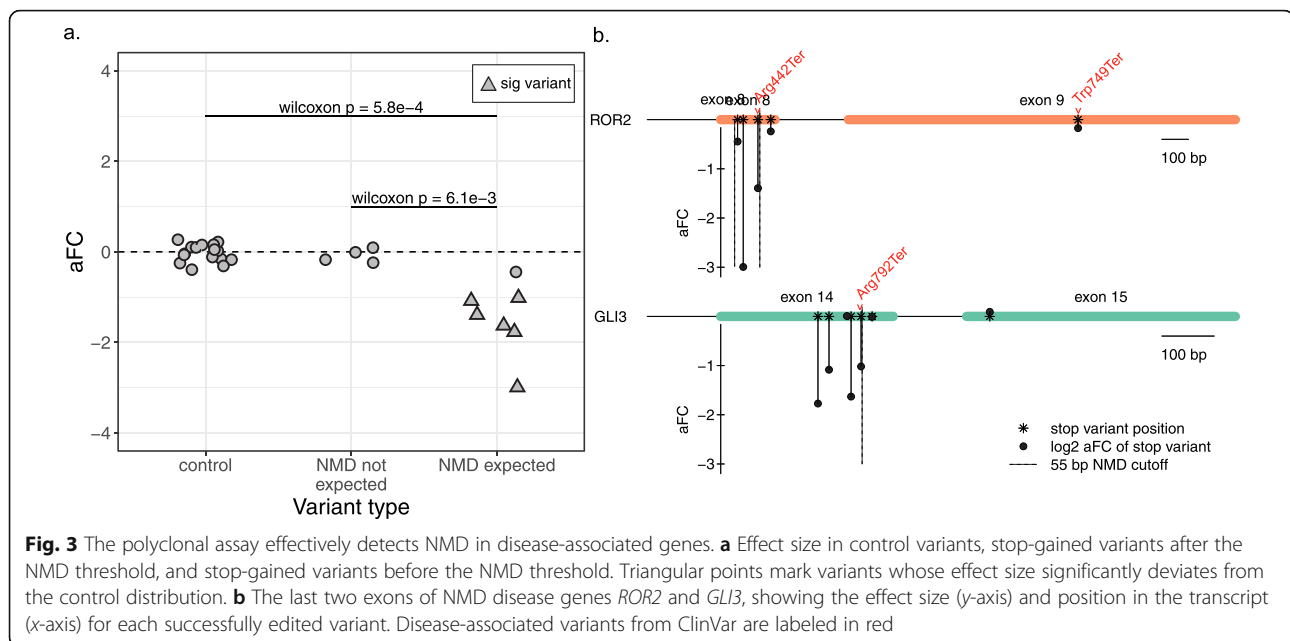 a.
4
2
0
−2
−4
aFC
sig variant
wilcoxon p = 5.8e−4
wilcoxon p = 6.1e−3
control
NMD not
expected
NMD expected
Variant type
b.
ROR2
exon 8
exon 8
Arg442Ter
exon 9
Trp749Ter
100 bp
−1
−2
−3
aFC
GLI3
exon 14
Arg792Ter
exon 15
100 bp
−1
−2
−3
aFC
stop variant position
log2 aFC of stop variant
55 bp NMD cutoff
Fig. 3 The polyclonal assay effectively detects NMD in disease-associated genes. a Effect size in control variants, stop-gained variants after the
NMD threshold, and stop-gained variants before the NMD threshold. Triangular points mark variants whose effect size significantly deviates from
the control distribution. b The last two exons of NMD disease genes ROR2 and GLI3, showing the effect size (y-axis) and position in the transcript
(x-axis) for each successfully edited variant. Disease-associated variants from ClinVar are labeled in red